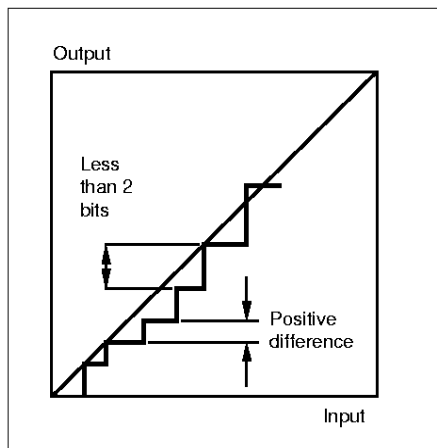 Output
Less
than 2
bits
Positive
difference
Input